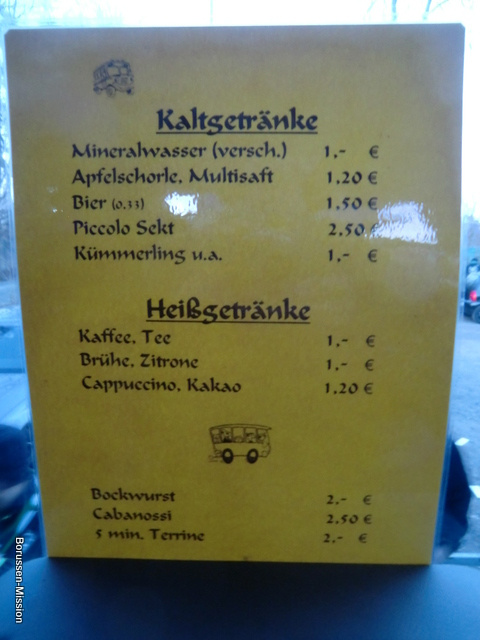 Kaltgetränke
Mineralwasser (versch.) 1,- €
Apfelschorle, Multisaft 1,20 €
Bier (0.33) 1,50 €
Piccolo Sekt 2,50 €
Kümmerling u.a. 1,- €
Heißgetränke
Kaffee, Tee 1,- €
Brühe, Zitrone 1,- €
Cappuccino, Kakao 1,20 €
Bockwurst 2,- €
Cabanossi 2,50 €
5 min. Terrine 2,- €
Borussen-Mission